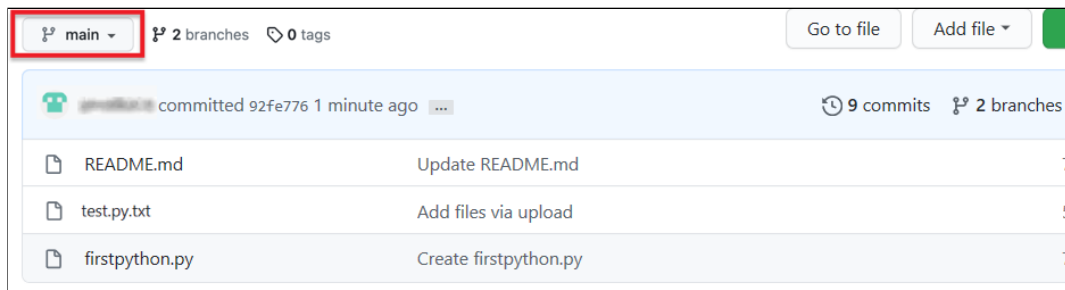 main 2 branches 0 tags Go to file Add file
committed 92fe776 1 minute ago ... 9 commits 2 branches
README.md Update README.md
test.py.txt Add files via upload
firstpython.py Create firstpython.py